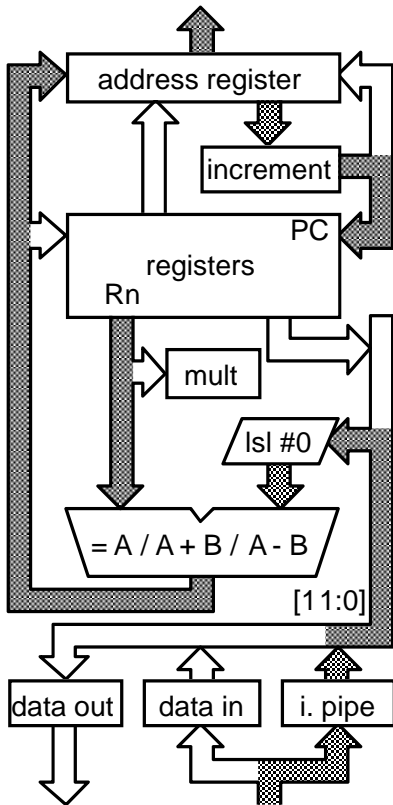 address register
increment
PC
registers
Rn
mult
lsl #0
= A / A + B / A - B
[11:0]
data out
data in
i. pipe